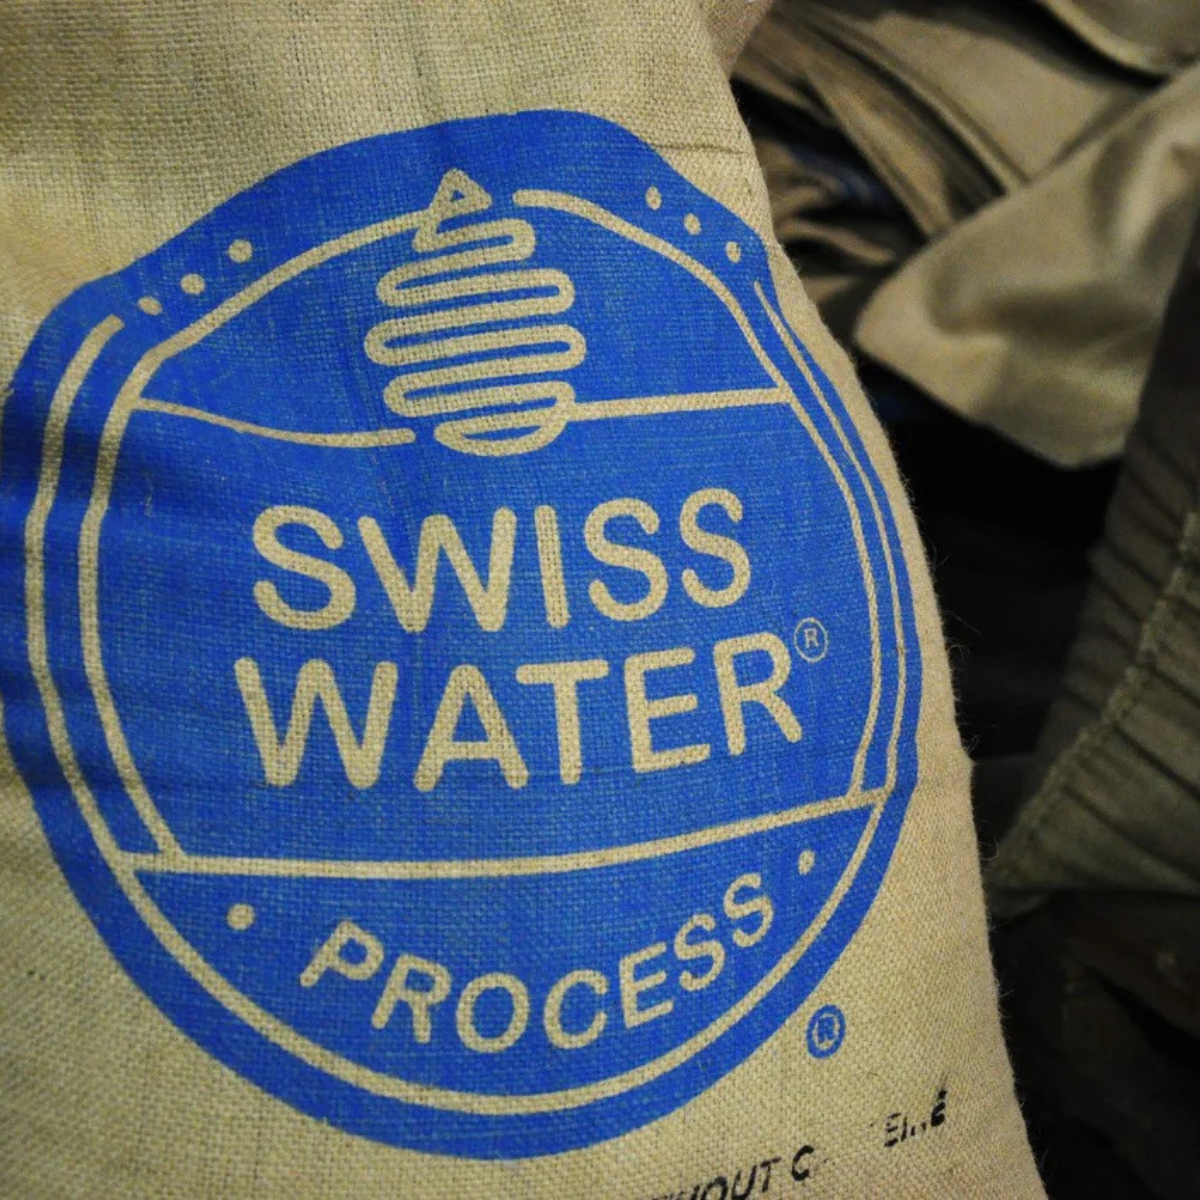 SWISS
WATER®
• PROCESS •
®